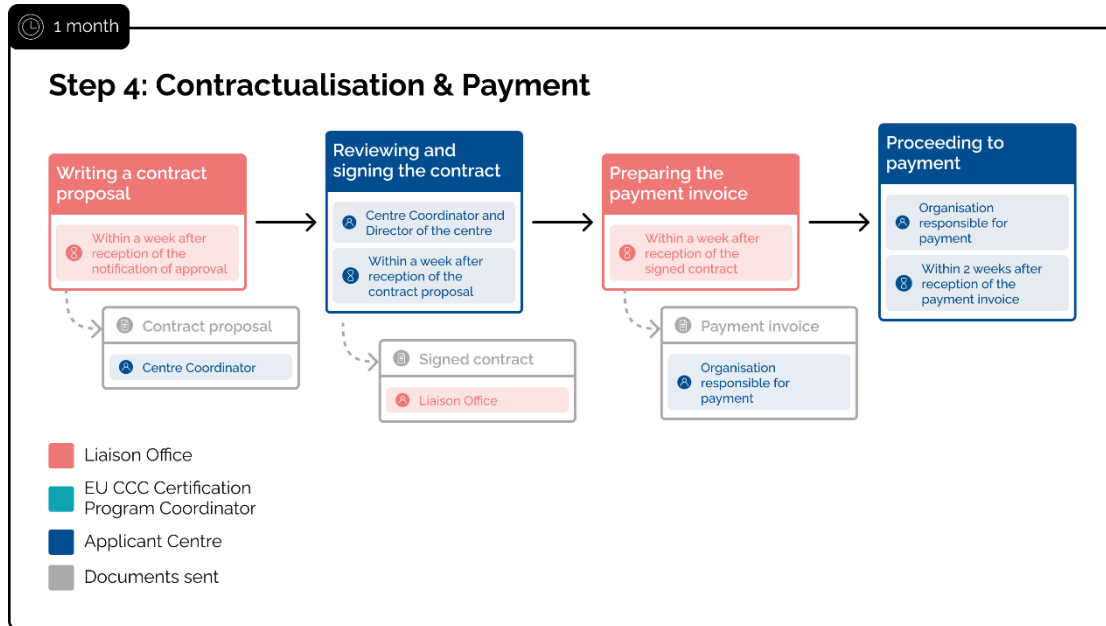 1 month
Step 4: Contractualisation & Payment
Writing a contract
proposal
Within a week after
reception of the
notification of approval
Contract proposal
Centre Coordinator
Reviewing and
signing the contract
Centre Coordinator and
Director of the centre
Within a week after
reception of the
contract proposal
Signed contract
Liaison Office
Preparing the
payment invoice
Within a week after
reception of the
signed contract
Payment invoice
Organisation
responsible for
payment
Proceeding to
payment
Organisation
responsible for
payment
Within 2 weeks after
reception of the
payment invoice
Liaison Office
EU CCC Certification
Program Coordinator
Applicant Centre
Documents sent